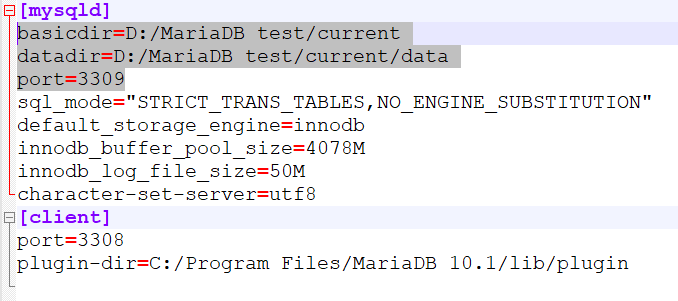 [mysqld]
basicdir=D:/MariaDB test/current
datadir=D:/MariaDB test/current/data
port=3309
sql_mode="STRICT_TRANS_TABLES,NO_ENGINE_SUBSTITUTION"
default_storage_engine=innodb
innodb_buffer_pool_size=4078M
innodb_log_file_size=50M
character-set-server=utf8
[client]
port=3308
plugin-dir=C:/Program Files/MariaDB 10.1/lib/plugin